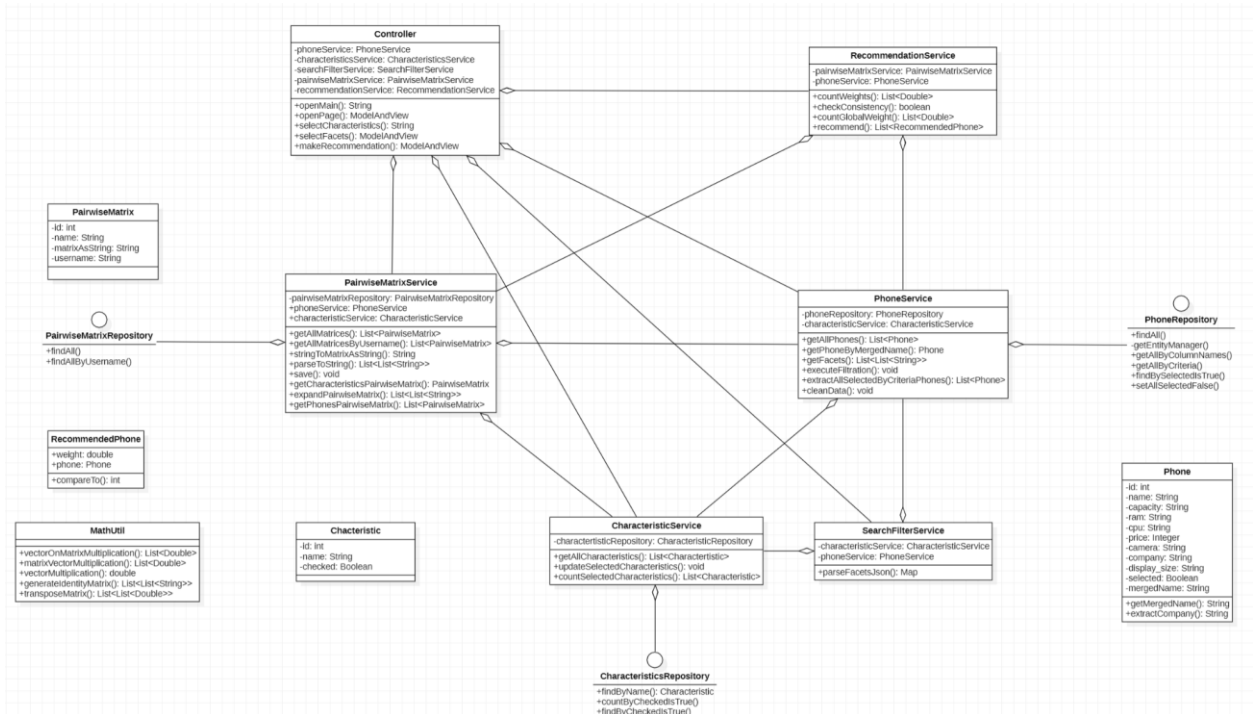 Controller
-phoneService: PhoneService
-characteristicsService: CharacteristicsService
-searchFilterService: SearchFilterService
-pairwiseMatrixService: PairwiseMatrixService
-recommendationService: RecommendationService
+openMain(): String
+openPage(): ModelAndView
+selectCharacteristics(): String
+selectFacets(): ModelAndView
+makeRecommendation(): ModelAndView
RecommendationService
-pairwiseMatrixService: PairwiseMatrixService
-phoneService: PhoneService
+countWeights(): List<Double>
+checkConsistency(): boolean
+countGlobalWeight(): List<Double>
+recommend(): List<RecommendedPhone>
PairwiseMatrix
-id: int
-name: String
-matrixAsString: String
-username: String
PairwiseMatrixService
-pairwiseMatrixRepository: PairwiseMatrixRepository
+phoneService: PhoneService
+characteristicService: CharacteristicService
+getAllMatrices(): List<PairwiseMatrix>
+getAllMatricesByUsername(): List<PairwiseMatrix>
+stringToMatrixAsString(): String
+parseToString(): List<List<String>>
+save(): void
+getCharacteristicsPairwiseMatrix(): PairwiseMatrix
+expandPairwiseMatrix(): List<List<String>>
+getPhonesPairwiseMatrix(): List<PairwiseMatrix>
PhoneService
-phoneRepository: PhoneRepository
-characteristicService: CharacteristicService
+getAllPhones(): List<Phone>
+getPhoneByMergedName(): Phone
+getFacets(): List<List<String>>
+executeFiltration(): void
+extractAllSelectedByCriteriaPhones(): List<Phone>
+cleanData(): void
PairwiseMatrixRepository
+findAll()
+findAllByUsername()
PhoneRepository
+findAll()
-getEntityManager()
+getAllByColumnNames()
+getAllByCriteria()
+findBySelectedIsTrue()
+setAllSelectedFalse()
RecommendedPhone
+weight: double
+phone: Phone
+compareTo(): int
MathUtil
+vectorOnMatrixMultiplication(): List<Double>
+matrixVectorMultiplication(): List<Double>
+vectorMultiplication(): double
+generateIdentityMatrix(): List<List<String>>
+transposeMatrix(): List<List<Double>>
Chacteristic
-id: int
-name: String
-checked: Boolean
CharacteristicService
-charactertisticRepository: CharacteristicRepository
+getAllCharacteristics(): List<Charactertistic>
+updateSelectedCharacteristics(): void
+countSelectedCharacteristics(): List<Characteristic>
SearchFilterService
-characteristicService: CharacteristicService
-phoneService: PhoneService
+parseFacetsJson(): Map
Phone
-id: int
-name: String
-capacity: String
-ram: String
-cpu: String
-price: Integer
-camera: String
-company: String
-display_size: String
-selected: Boolean
-mergedName: String
+getMergedName(): String
+extractCompany(): String
CharacteristicsRepository
+findByName(): Characteristic
+countByCheckedIsTrue()
+findByCheckedIsTrue()